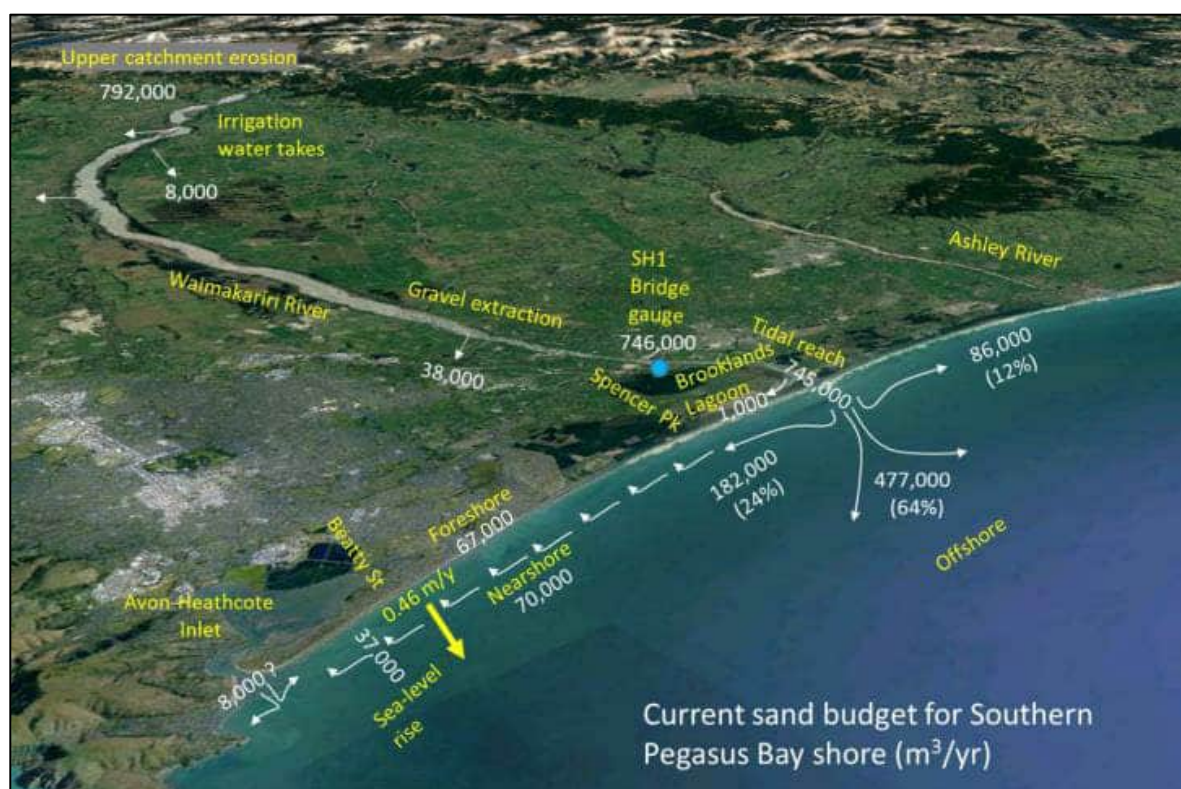 Upper catchment erosion
792,000
Irrigation
water takes
8,000
Waimakariri River
Gravel extraction
38,000
SH1
Bridge
gauge
746,000
Ashley River
Tidal reach
745,000
Brooklands
Lagoon
1,000
Spencer Pk
86,000
(12%)
182,000
(24%)
477,000
(64%)
Offshore
Foreshore
67,000
Nearshore
70,000
Beatty St
0.46 m/y
Avon-Heathcote
Inlet
37,000
8,000 ?
Sea-level
rise
Current sand budget for Southern
Pegasus Bay shore (m³/yr)